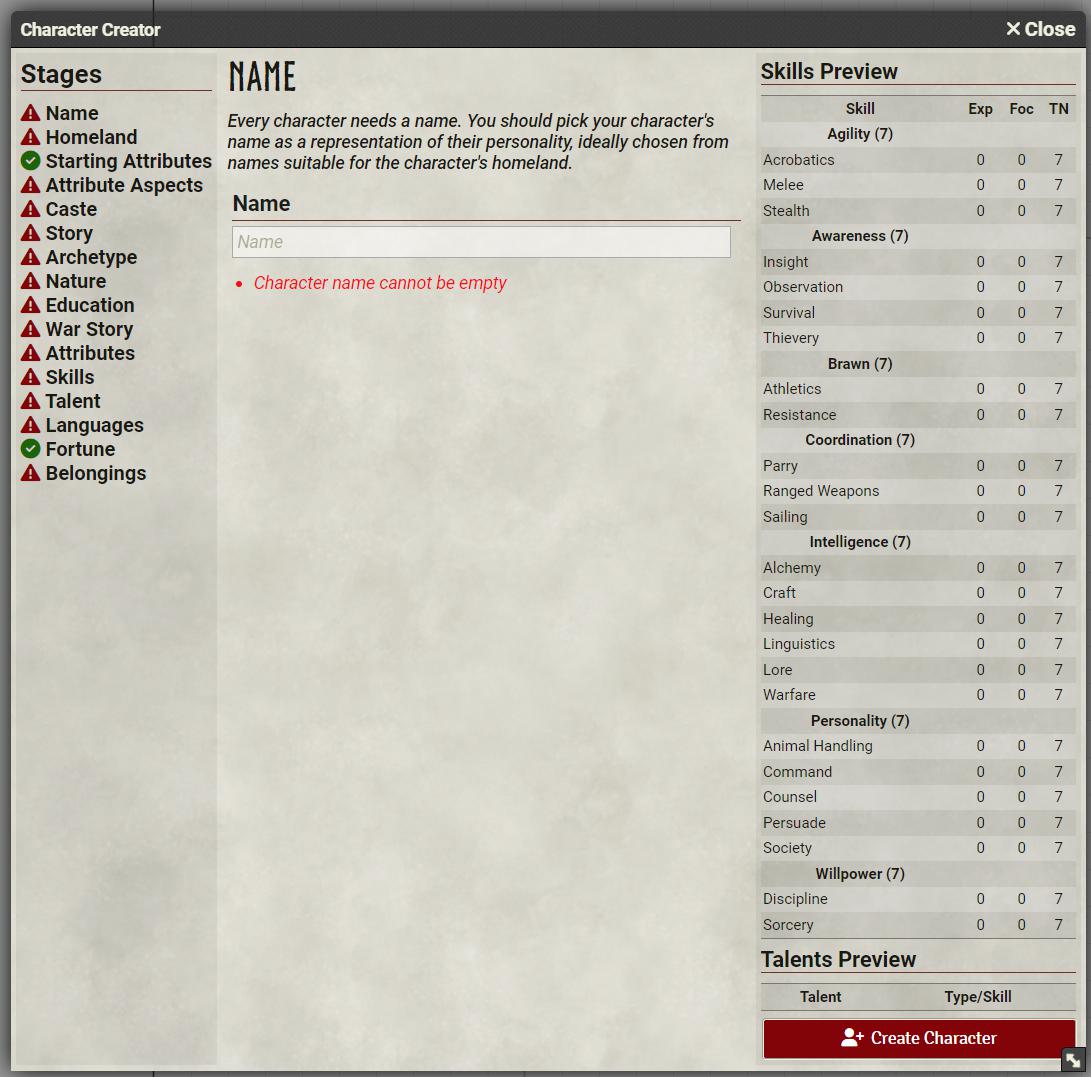 Character Creator
Close
Stages
Name
Homeland
Starting Attributes
Attribute Aspects
Caste
Story
Archetype
Nature
Education
War Story
Attributes
Skills
Talent
Languages
Fortune
Belongings
NAME
Every character needs a name. You should pick your character's
name as a representation of their personality, ideally chosen from
names suitable for the character's homeland.
Name
Name
Character name cannot be empty
Skills Preview
Skill Exp Foc TN
Agility (7)
Acrobatics 0 0 7
Melee 0 0 7
Stealth 0 0 7
Awareness (7)
Insight 0 0 7
Observation 0 0 7
Survival 0 0 7
Thievery 0 0 7
Brawn (7)
Athletics 0 0 7
Resistance 0 0 7
Coordination (7)
Parry 0 0 7
Ranged Weapons 0 0 7
Sailing 0 0 7
Intelligence (7)
Alchemy 0 0 7
Craft 0 0 7
Healing 0 0 7
Linguistics 0 0 7
Lore 0 0 7
Warfare 0 0 7
Personality (7)
Animal Handling 0 0 7
Command 0 0 7
Counsel 0 0 7
Persuade 0 0 7
Society 0 0 7
Willpower (7)
Discipline 0 0 7
Sorcery 0 0 7
Talents Preview
Talent Type/Skill
Create Character